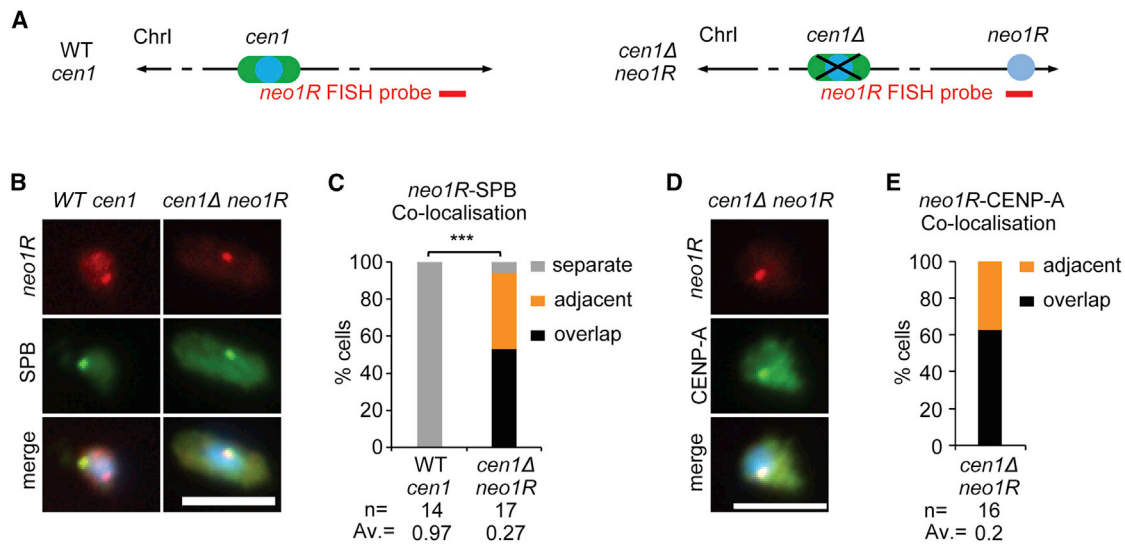 A
WT
cen1
ChrI
cen1
neo1R FISH probe
cen1Δ
neo1R
ChrI
cen1Δ
neo1R
neo1R FISH probe
B
WT cen1
cen1Δ neo1R
neo1R
SPB
merge
C
neo1R-SPB
Co-localisation
***
separate
adjacent
overlap
% cells
100
80
60
40
20
0
WT
cen1
cen1Δ
neo1R
n= 14 17
Av.= 0.97 0.27
D
cen1Δ neo1R
neo1R
CENP-A
merge
E
neo1R-CENP-A
Co-localisation
adjacent
overlap
% cells
100
80
60
40
20
0
cen1Δ
neo1R
n= 16
Av.= 0.2